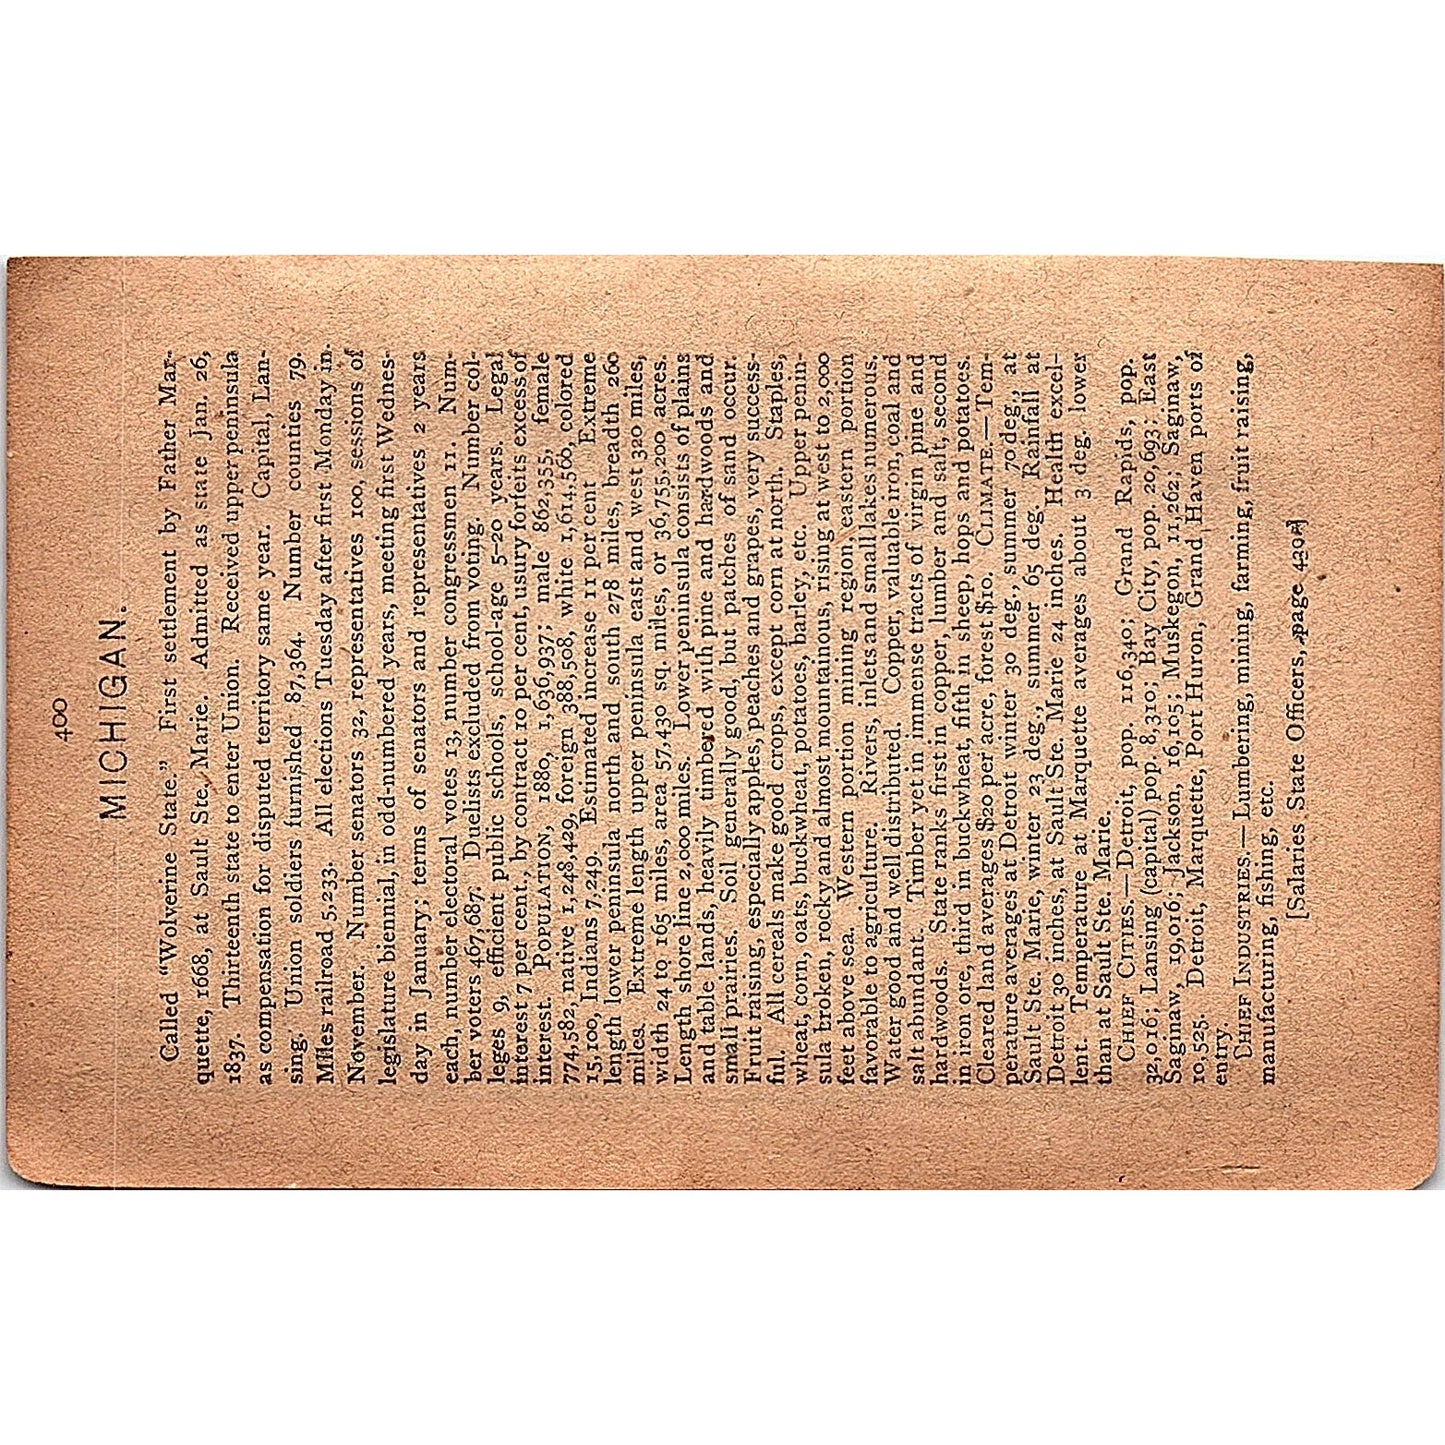 400
MICHIGAN.
Called "Wolverine State." First settlement by Father Mar-
quette, 1668, at Sault Ste. Marie. Admitted as state Jan. 26,
1837. Thirteenth state to enter Union. Received upper peninsula
as compensation for disputed territory same year. Capital, Lan-
sing. Union soldiers furnished 87,364. Number counties 79.
Miles railroad 5,233. All elections Tuesday after first Monday in
November. Number senators 32, representatives 100, sessions of
legislature biennial, in odd-numbered years, meeting first Wednes-
day in January; terms of senators and representatives 2 years
each, number electoral votes 13, number congressmen 11. Num-
ber voters 467,687. Duelists excluded from voting. Number col-
leges 9, efficient public schools, school-age 5-20 years. Legal
interest 7 per cent., by contract 10 per cent, usury forfeits excess of
interest. POPULATON, 1880, 1,636,937; male 862,355, female
774,582, native 1,248,429, foreign 388,508, white 1,614,560, colored
15,100, Indians 7,249. Estimated increase 11 per cent Extreme
length lower peninsula north and south 278 miles, breadth 260
miles. Extreme length upper peninsula east and west 320 miles,
width 24 to 165 miles, area 57,430 sq. miles, or 36,755,200 acres.
Length shore line 2,000 miles. Lower peninsula consists of plains
and table lands, heavily timbered with pine and hardwoods and
small prairies. Soil generally good, but patches of sand occur.
Fruit raising, especially apples, peaches and grapes, very success-
ful. All cereals make good crops, except corn at north. Staples,
wheat, corn, oats, buckwheat, potatoes, barley, etc. Upper penin-
sula broken, rocky and almost mountainous, rising at west to 2,000
feet above sea. Western portion mining region, eastern portion
favorable to agriculture. Rivers, inlets and small lakes numerous.
Water good and well distributed. Copper, valuable iron, coal and
salt abundant. Timber yet in immense tracts of virgin pine and
hardwoods. State ranks first in copper, lumber and salt, second
in iron ore, third in buckwheat, fifth in sheep, hops and potatoes.
Cleared land averages $20 per acre, forest $10. CLIMATE.—Tem-
perature averages at Detroit winter 30 deg., summer 70 deg., at
Sault Ste. Marie, winter 23 deg., summer 65 deg. Rainfall at
Detroit 30 inches, at Sault Ste. Marie 24 inches. Health excel-
lent. Temperature at Marquette averages about 3 deg. lower
than at Sault Ste. Marie.
CHIEF CITIES.—Detroit, pop. 116,340; Grand Rapids, pop.
32,016; Lansing (capital) pop. 8,310; Bay City, pop. 20,693; East
Saginaw, 19,016, Jackson, 16,105; Muskegon, 11,262; Saginaw,
10,525. Detroit, Marquette, Port Huron, Grand Haven ports of
entry
CHIEF INDUSTRIES.—Lumbering, mining, farming, fruit raising,
manufacturing, fishing, etc.
[Salaries State Officers, page 420.]